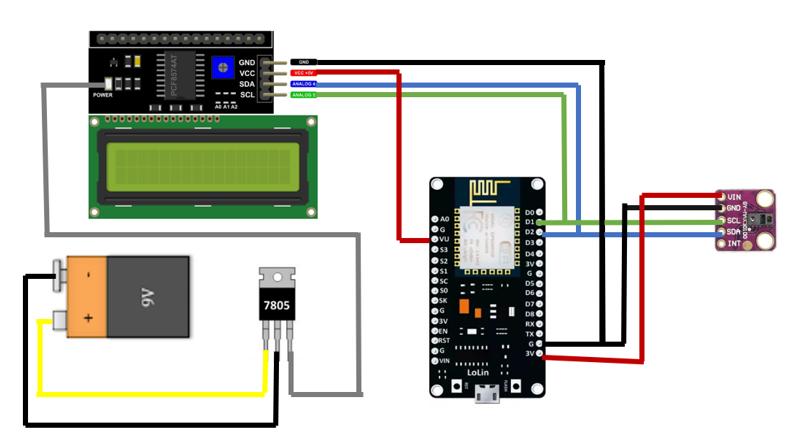 GND
VCC
SDA
SCL
PCF8574AT
POWER
A0 A1 A2
GND
VCC +5V
ANALOG 4
ANALOG 5
A0
G
VU
S3
S2
S1
SC
S0
SK
G
3V
EN
RST
G
VIN
D0
D1
D2
D3
D4
3V
G
D5
D6
D7
D8
RX
TX
G
3V
LoLin
RST
FLASH
VIN
GND
SCL
SDA
INT
-
+
9V
7805